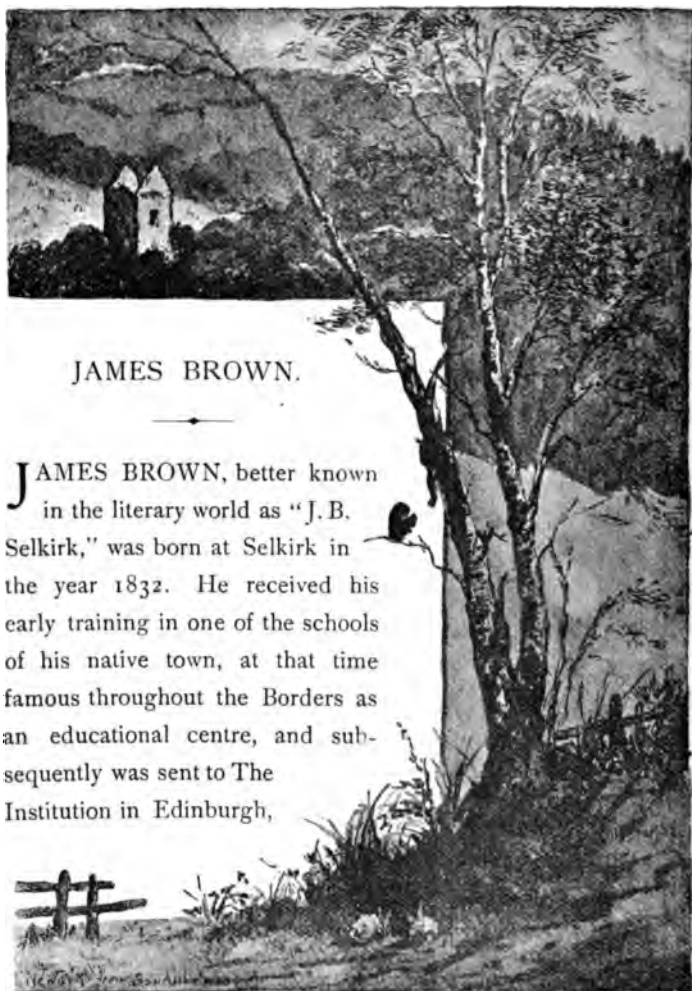 JAMES BROWN.
JAMES BROWN, better known
in the literary world as “J. B.
Selkirk,” was born at Selkirk in
the year 1832. He received his
early training in one of the schools
of his native town, at that time
famous throughout the Borders as
an educational centre, and sub-
sequently was sent to The
Institution in Edinburgh,